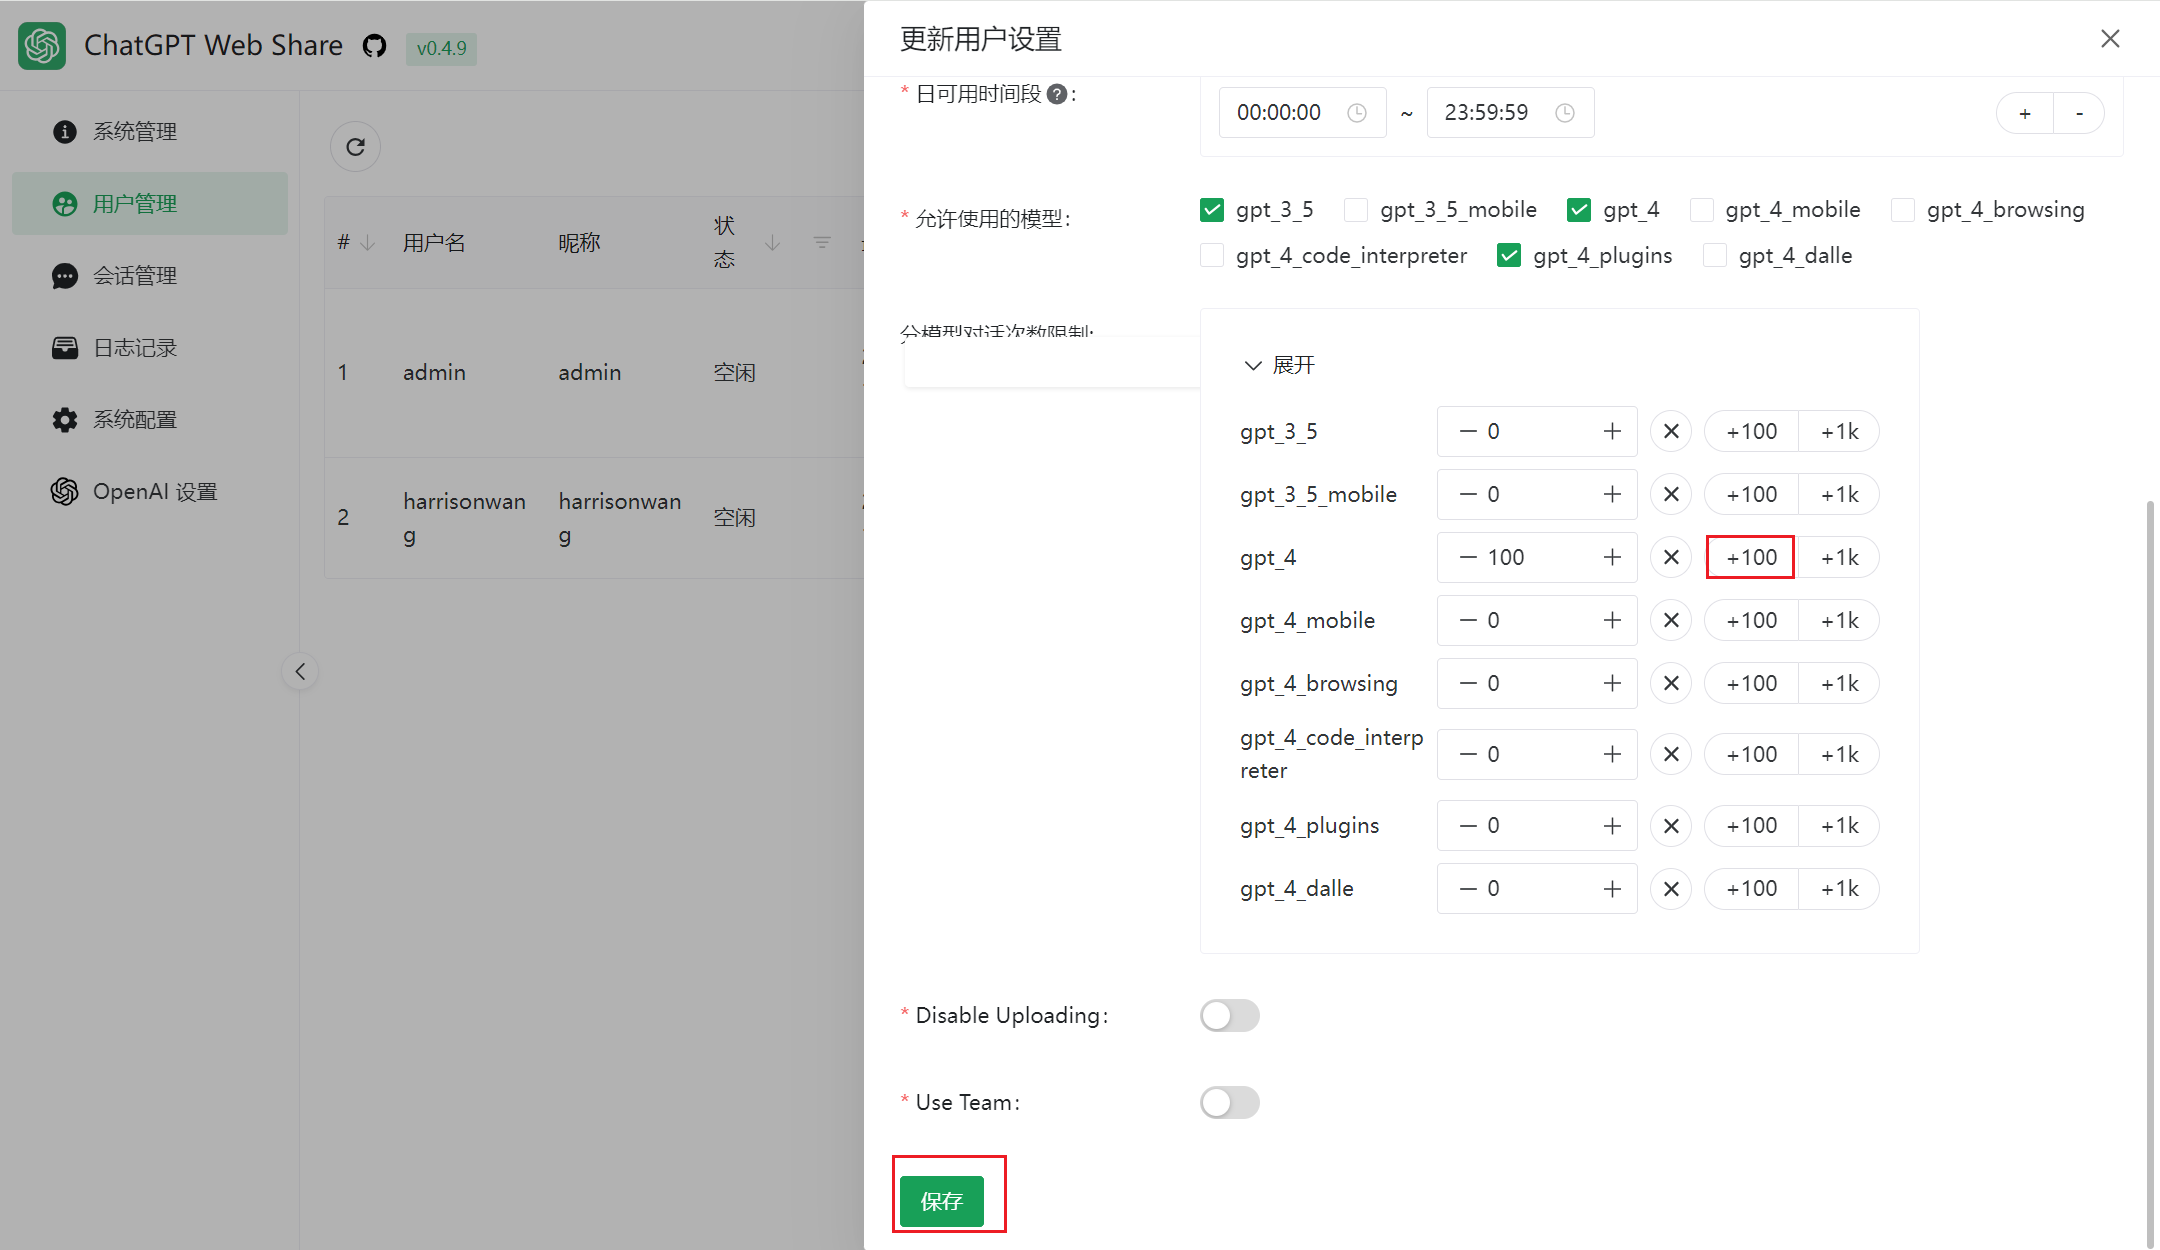 ChatGPT Web Share v0.4.9
系统管理
用户管理
会话管理
日志记录
系统配置
OpenAI 设置
# 用户名 昵称 状态
1 admin admin 空闲
2 harrisonwang harrisonwang 空闲
更新用户设置
* 日可用时间段 ? : 00:00:00 ~ 23:59:59 + -
* 允许使用的模型: gpt_3_5 gpt_3_5_mobile gpt_4 gpt_4_mobile gpt_4_browsing
gpt_4_code_interpreter gpt_4_plugins gpt_4_dalle
分模型对话次数限制:
展开
gpt_3_5 0 +100 +1k
gpt_3_5_mobile 0 +100 +1k
gpt_4 100 +100 +1k
gpt_4_mobile 0 +100 +1k
gpt_4_browsing 0 +100 +1k
gpt_4_code_interpreter 0 +100 +1k
gpt_4_plugins 0 +100 +1k
gpt_4_dalle 0 +100 +1k
* Disable Uploading:
* Use Team:
保存